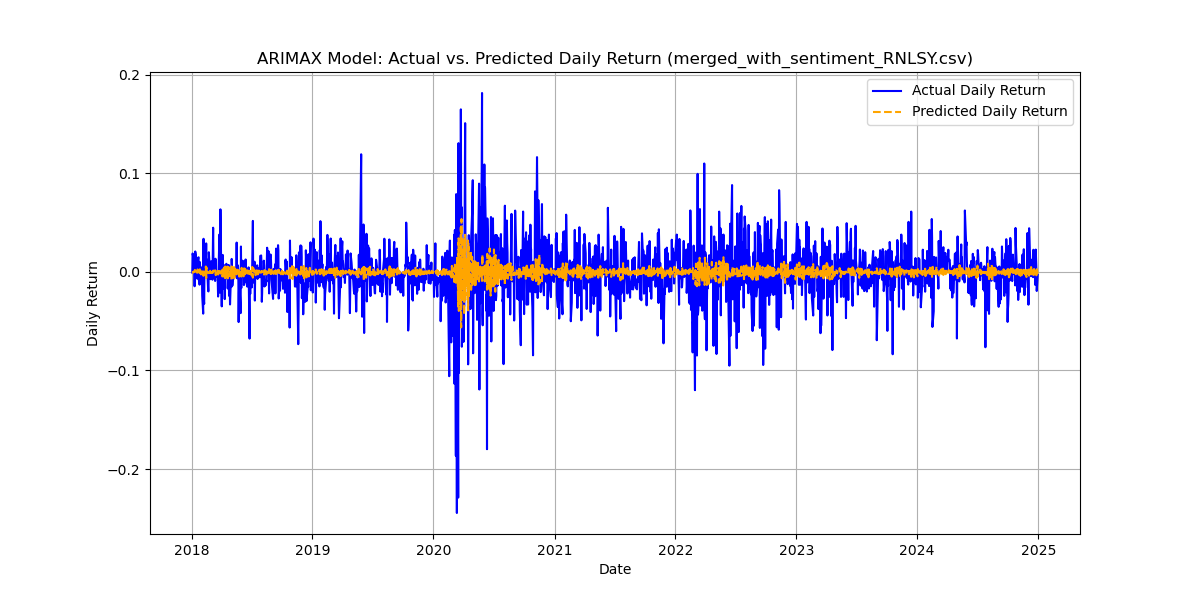 ARIMAX Model: Actual vs. Predicted Daily Return (merged_with_sentiment_RNLSY.csv)
Actual Daily Return
Predicted Daily Return
0.2
0.1
0.0
−0.1
−0.2
Daily Return
2018 2019 2020 2021 2022 2023 2024 2025
Date